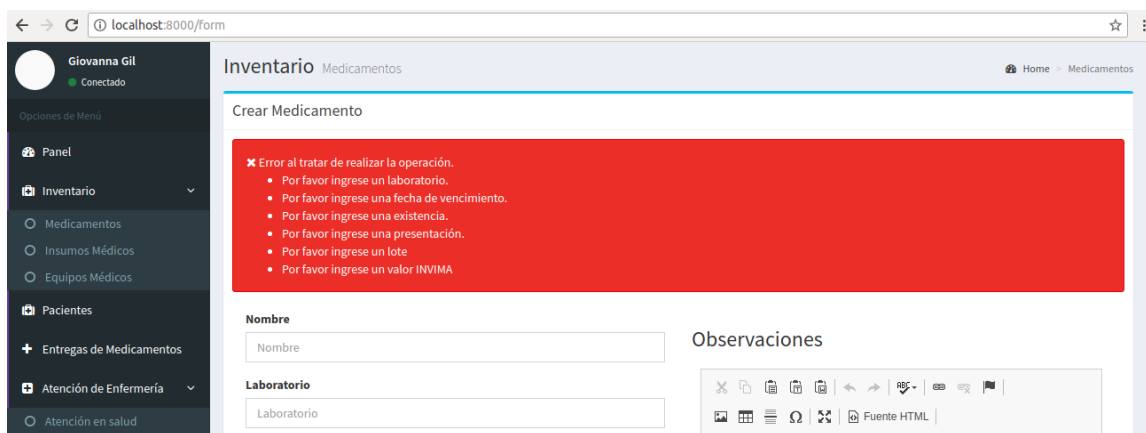 localhost:8000/form
Giovanna Gil
Conectado
Opciones de Menú
Panel
Inventario
Medicamentos
Insumos Médicos
Equipos Médicos
Pacientes
Entregas de Medicamentos
Atención de Enfermería
Atención en salud
Inventario Medicamentos
Home > Medicamentos
Crear Medicamento
Error al tratar de realizar la operación.
Por favor ingrese un laboratorio.
Por favor ingrese una fecha de vencimiento.
Por favor ingrese una existencia.
Por favor ingrese una presentación.
Por favor ingrese un lote
Por favor ingrese un valor INVIMA
Nombre
Nombre
Laboratorio
Laboratorio
Observaciones
ABC
Ω
Fuente HTML